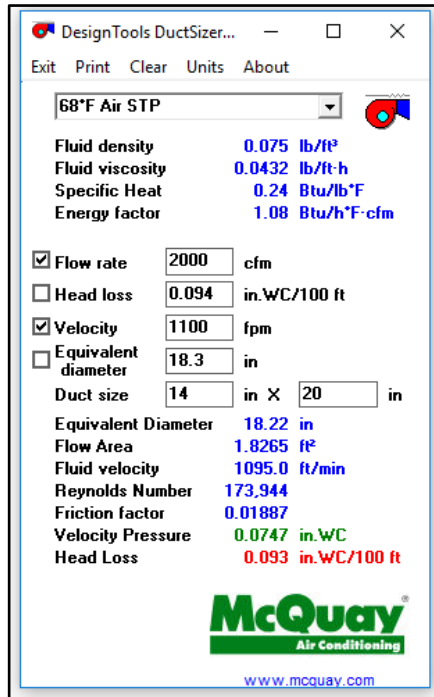 DesignTools DuctSizer...
Exit Print Clear Units About
68°F Air STP
Fluid density 0.075 lb/ft³
Fluid viscosity 0.0432 lb/ft·h
Specific Heat 0.24 Btu/lb°F
Energy factor 1.08 Btu/h°F·cfm
Flow rate 2000 cfm
Head loss 0.094 in.WC/100 ft
Velocity 1100 fpm
Equivalent
diameter 18.3 in
Duct size 14 in X 20 in
Equivalent Diameter 18.22 in
Flow Area 1.8265 ft²
Fluid velocity 1095.0 ft/min
Reynolds Number 173,944
Friction factor 0.01887
Velocity Pressure 0.0747 in.WC
Head Loss 0.093 in.WC/100 ft
McQuay®
Air Conditioning
www.mcquay.com